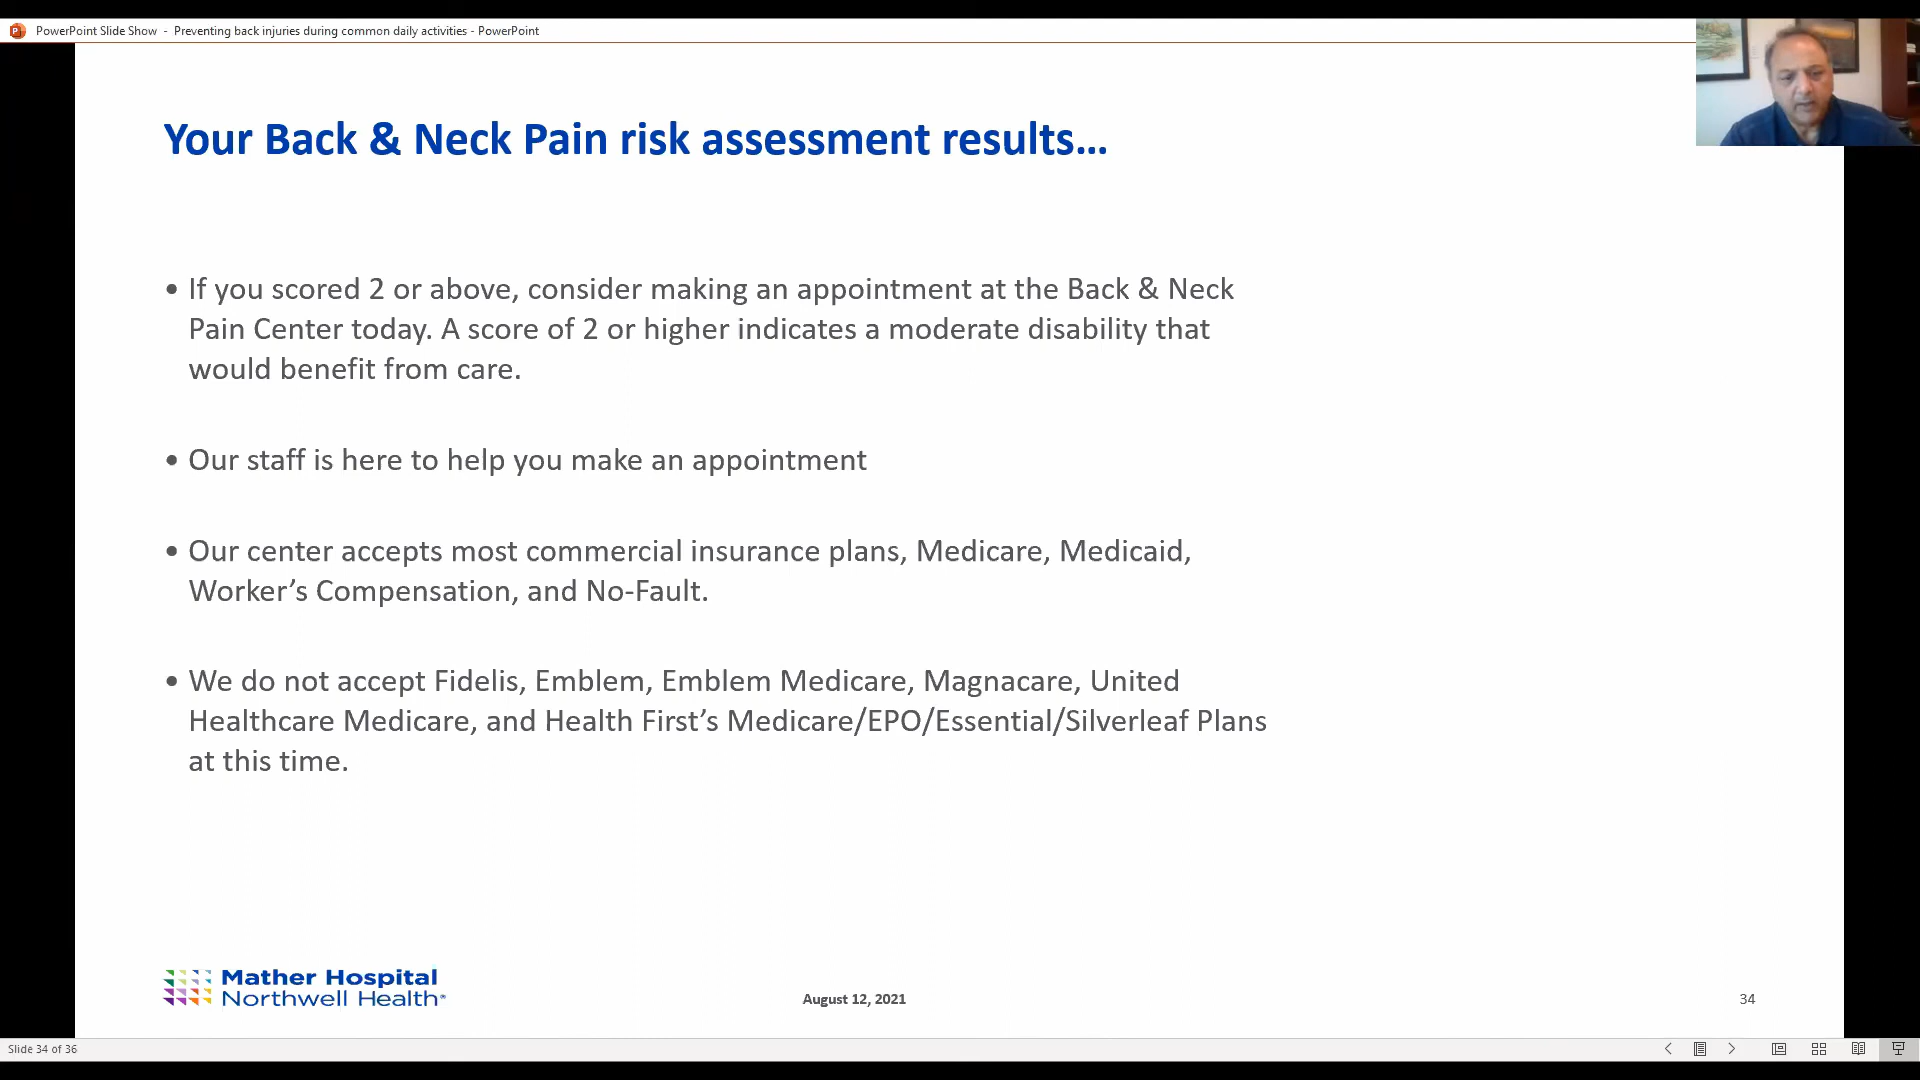 PowerPoint Slide Show - Preventing back injuries during common daily activities - PowerPoint
Your Back & Neck Pain risk assessment results…
• If you scored 2 or above, consider making an appointment at the Back & Neck
Pain Center today. A score of 2 or higher indicates a moderate disability that
would benefit from care.
• Our staff is here to help you make an appointment
• Our center accepts most commercial insurance plans, Medicare, Medicaid,
Worker’s Compensation, and No-Fault.
• We do not accept Fidelis, Emblem, Emblem Medicare, Magnacare, United
Healthcare Medicare, and Health First’s Medicare/EPO/Essential/Silverleaf Plans
at this time.
Mather Hospital
Northwell Health®
August 12, 2021
34
Slide 34 of 36